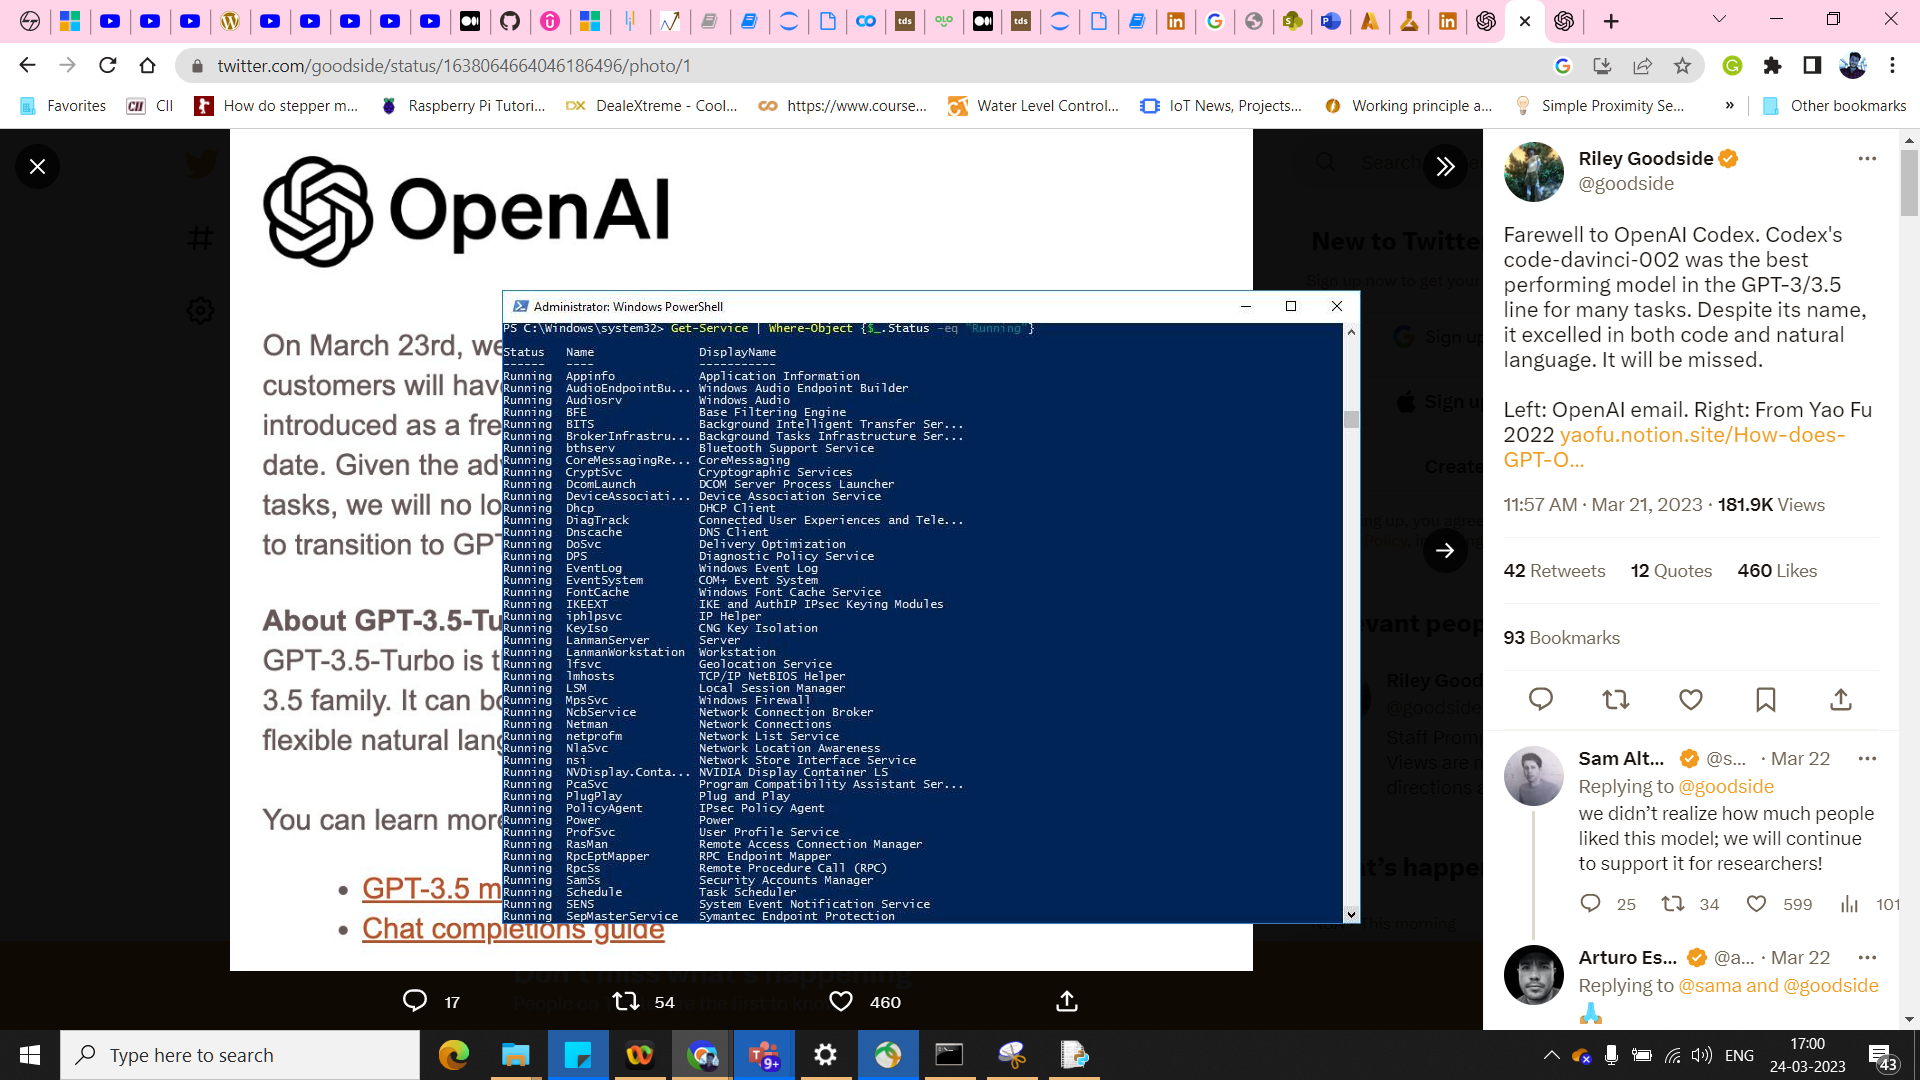 twitter.com/goodside/status/1638064664046186496/photo/1
Favorites
CII
How do stepper m...
Raspberry Pi Tutori...
DealeXtreme - Cool...
https://www.course...
Water Level Control...
IoT News, Projects...
Working principle a...
Simple Proximity Se...
»
Other bookmarks
OpenAI
On March 23rd, we
customers will have
introduced as a fre
date. Given the adv
tasks, we will no lo
to transition to GPT
About GPT-3.5-Tu
GPT-3.5-Turbo is t
3.5 family. It can bo
flexible natural lang
You can learn more
• GPT-3.5 m
• Chat completions guide
17
54
460
Administrator: Windows PowerShell
PS C:\Windows\system32> Get-Service | Where-Object {$_.Status -eq "Running"}
Status Name DisplayName
------ ---- -----------
Running Appinfo Application Information
Running AudioEndpointBu... Windows Audio Endpoint Builder
Running Audiosrv Windows Audio
Running BFE Base Filtering Engine
Running BITS Background Intelligent Transfer Ser...
Running BrokerInfrastru... Background Tasks Infrastructure Ser...
Running bthserv Bluetooth Support Service
Running CoreMessagingRe... CoreMessaging
Running CryptSvc Cryptographic Services
Running DcomLaunch DCOM Server Process Launcher
Running DeviceAssociati... Device Association Service
Running Dhcp DHCP Client
Running DiagTrack Connected User Experiences and Tele...
Running Dnscache DNS Client
Running DoSvc Delivery Optimization
Running DPS Diagnostic Policy Service
Running EventLog Windows Event Log
Running EventSystem COM+ Event System
Running FontCache Windows Font Cache Service
Running IKEEXT IKE and AuthIP IPsec Keying Modules
Running iphlpsvc IP Helper
Running KeyIso CNG Key Isolation
Running LanmanServer Server
Running LanmanWorkstation Workstation
Running lfsvc Geolocation Service
Running lmhosts TCP/IP NetBIOS Helper
Running LSM Local Session Manager
Running MpsSvc Windows Firewall
Running NcbService Network Connection Broker
Running Netman Network Connections
Running netprofm Network List Service
Running NlaSvc Network Location Awareness
Running nsi Network Store Interface Service
Running NVDisplay.Conta... NVIDIA Display Container LS
Running PcaSvc Program Compatibility Assistant Ser...
Running PlugPlay Plug and Play
Running PolicyAgent IPsec Policy Agent
Running Power Power
Running ProfSvc User Profile Service
Running RasMan Remote Access Connection Manager
Running RpcEptMapper RPC Endpoint Mapper
Running RpcSs Remote Procedure Call (RPC)
Running SamSs Security Accounts Manager
Running Schedule Task Scheduler
Running SENS System Event Notification Service
Running SepMasterService Symantec Endpoint Protection
New to Twitte
Riley Goodside
@goodside
Farewell to OpenAI Codex. Codex's
code-davinci-002 was the best
performing model in the GPT-3/3.5
line for many tasks. Despite its name,
it excelled in both code and natural
language. It will be missed.
Left: OpenAI email. Right: From Yao Fu
2022 yaofu.notion.site/How-does-
GPT-O...
11:57 AM · Mar 21, 2023 · 181.9K Views
42 Retweets 12 Quotes 460 Likes
93 Bookmarks
Sam Alt... @s... · Mar 22
Replying to @goodside
we didn't realize how much people
liked this model; we will continue
to support it for researchers!
25 34 599 101
Arturo Es... @a... · Mar 22
Replying to @sama and @goodside
Type here to search
9+
ENG
17:00
24-03-2023
43